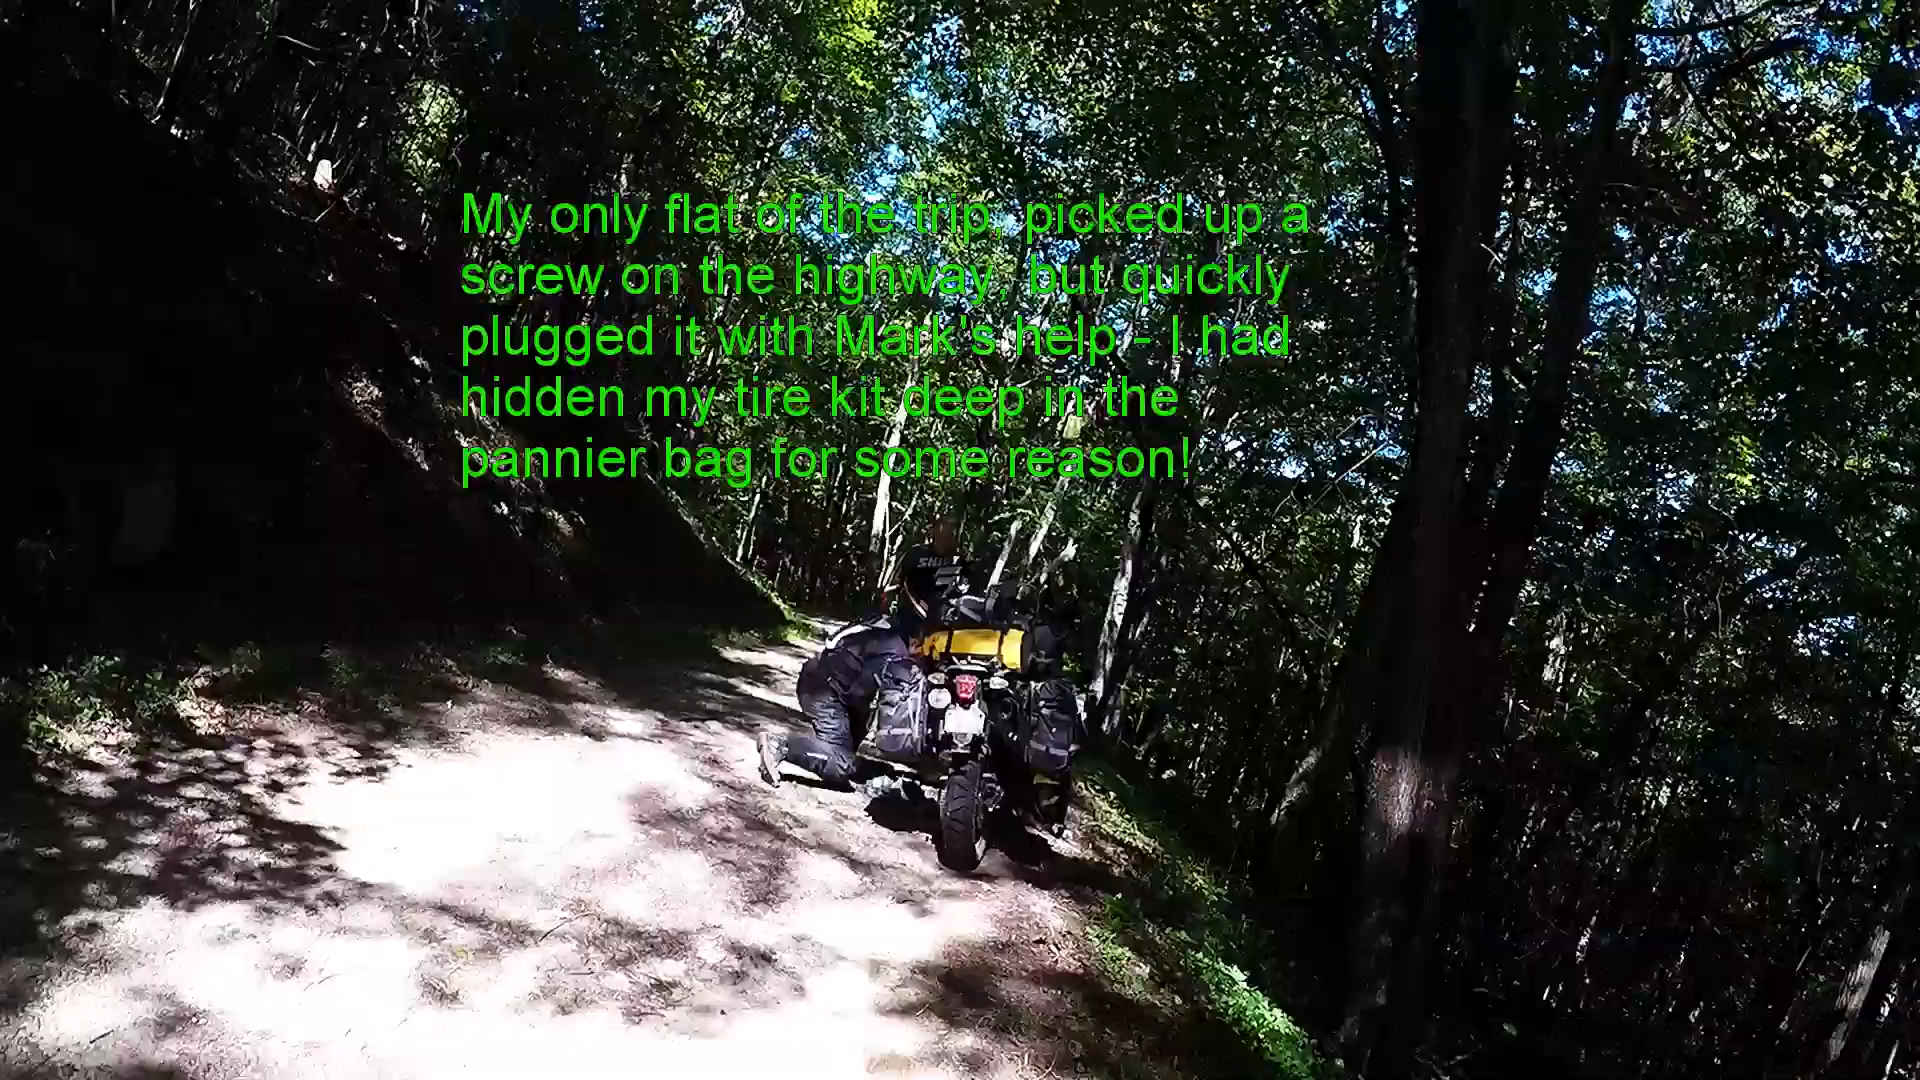 My only flat of the trip, picked up a
screw on the highway, but quickly
plugged it with Mark's help - I had
hidden my tire kit deep in the
pannier bag for some reason!